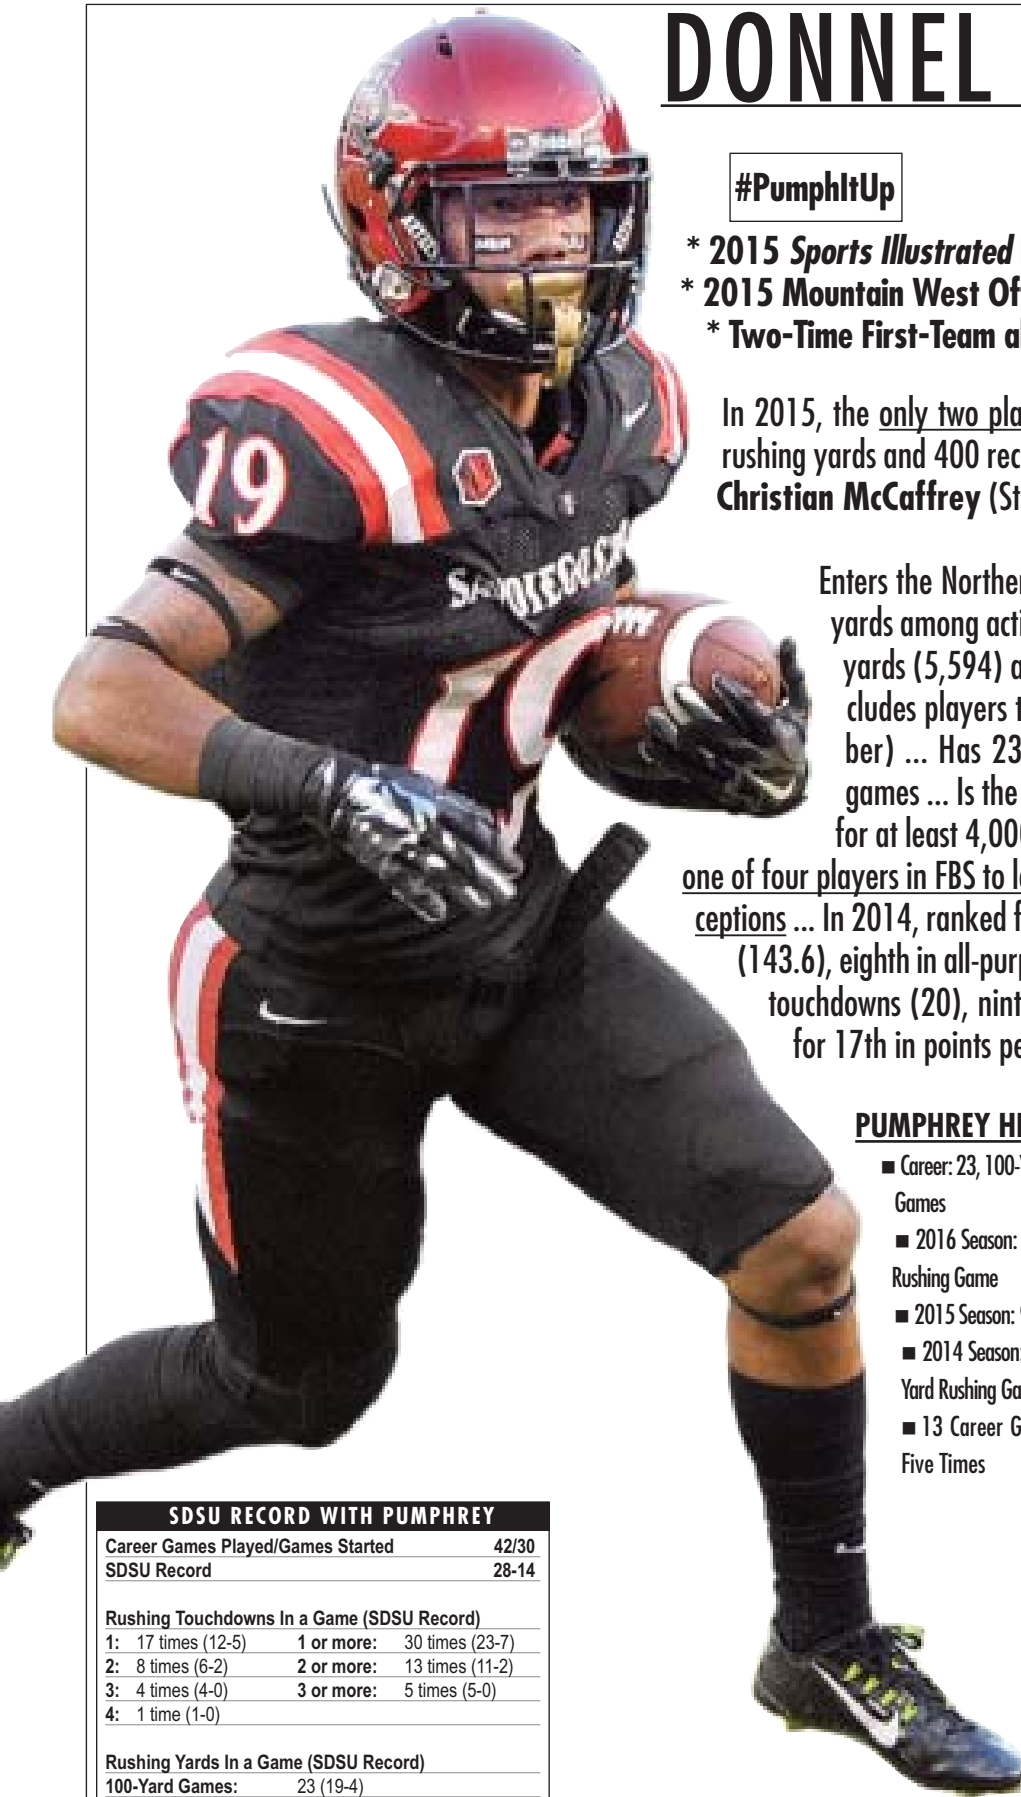 DONNEL
#PumphItUp
* 2015 Sports Illustrated
* 2015 Mountain West Of
* Two-Time First-Team al
In 2015, the only two pla
rushing yards and 400 rec
Christian McCaffrey (St
Enters the Norther
yards among acti
yards (5,594) a
cludes players t
ber) ... Has 23
games ... Is the
for at least 4,000
one of four players in FBS to le
ceptions ... In 2014, ranked f
(143.6), eighth in all-purp
touchdowns (20), nint
for 17th in points pe
PUMPHREY HI
■ Career: 23, 100-Y
Games
■ 2016 Season:
Rushing Game
■ 2015 Season: 9
■ 2014 Season:
Yard Rushing Ga
■ 13 Career G
Five Times
19
SAN DIEGO ST
AZTECS
SDSU RECORD WITH PUMPHREY
Career Games Played/Games Started 42/30
SDSU Record 28-14
Rushing Touchdowns In a Game (SDSU Record)
1: 17 times (12-5) 1 or more: 30 times (23-7)
2: 8 times (6-2) 2 or more: 13 times (11-2)
3: 4 times (4-0) 3 or more: 5 times (5-0)
4: 1 time (1-0)
Rushing Yards In a Game (SDSU Record)
100-Yard Games: 23 (19-4)